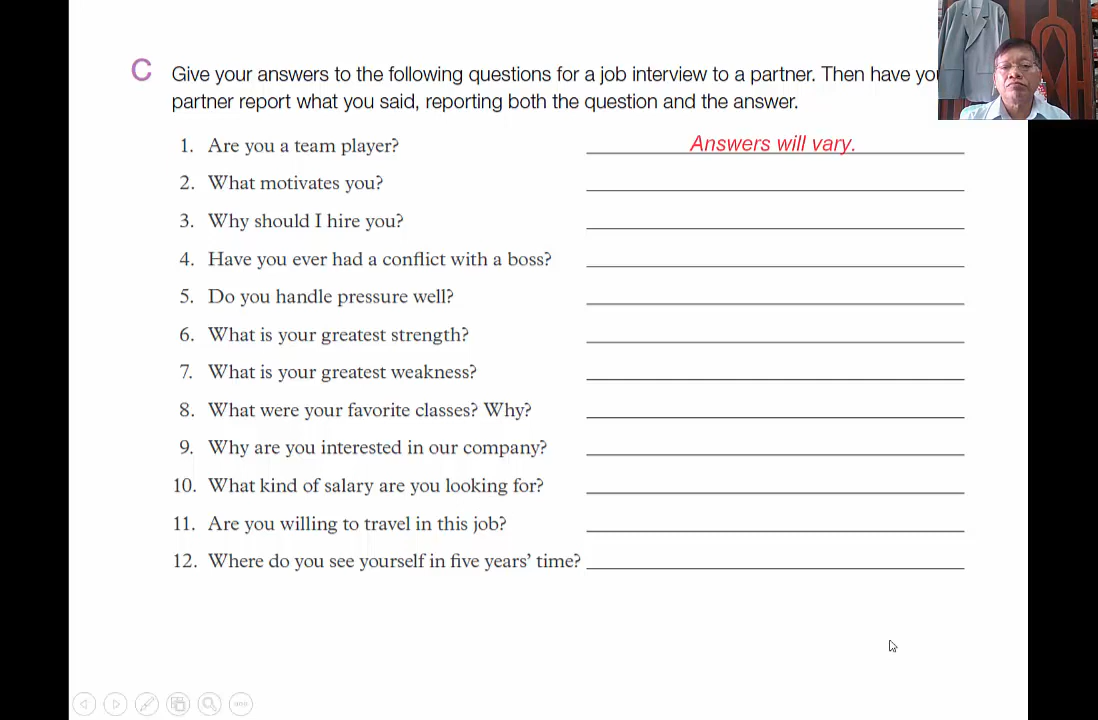 C Give your answers to the following questions for a job interview to a partner. Then have
partner report what you said, reporting both the question and the answer.
1. Are you a team player? Answers will vary.
2. What motivates you?
3. Why should I hire you?
4. Have you ever had a conflict with a boss?
5. Do you handle pressure well?
6. What is your greatest strength?
7. What is your greatest weakness?
8. What were your favorite classes? Why?
9. Why are you interested in our company?
10. What kind of salary are you looking for?
11. Are you willing to travel in this job?
12. Where do you see yourself in five years' time?